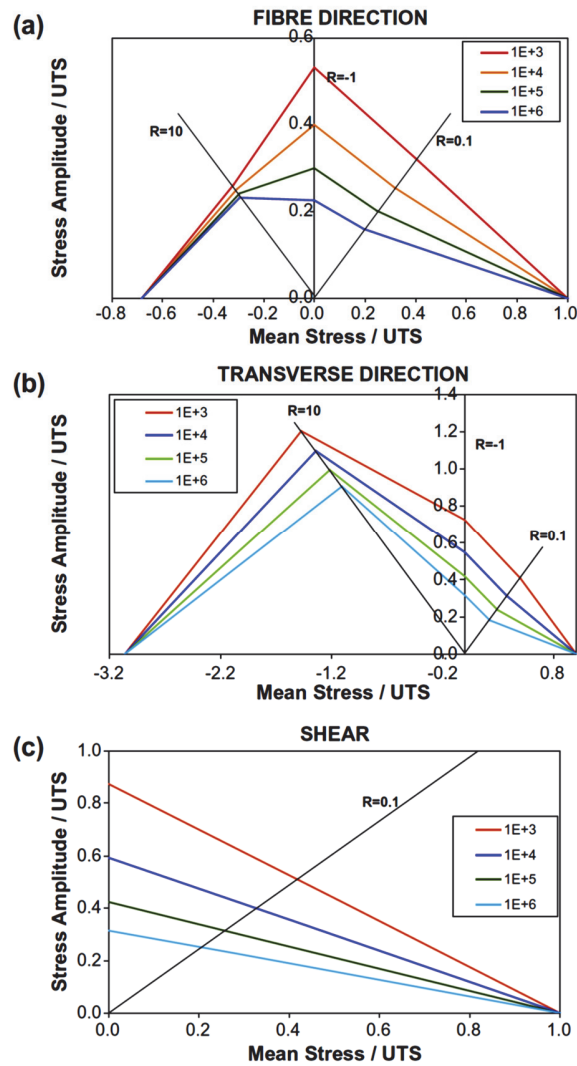 (a)
FIBRE DIRECTION
Stress Amplitude / UTS
0.6
0.4
0.2
0.0
R=10
R=-1
R=0.1
1E+3
1E+4
1E+5
1E+6
-0.8 -0.6 -0.4 -0.2 0.0 0.2 0.4 0.6 0.8 1.0
Mean Stress / UTS
(b)
TRANSVERSE DIRECTION
Stress Amplitude / UTS
1E+3
1E+4
1E+5
1E+6
R=10
R=-1
R=0.1
1.4
1.2
1.0
0.8
0.6
0.4
0.2
0.0
-3.2 -2.2 -1.2 -0.2 0.8
Mean Stress / UTS
(c)
SHEAR
Stress Amplitude / UTS
1.0
0.8
0.6
0.4
0.2
0.0
R=0.1
1E+3
1E+4
1E+5
1E+6
0.0 0.2 0.4 0.6 0.8 1.0
Mean Stress / UTS